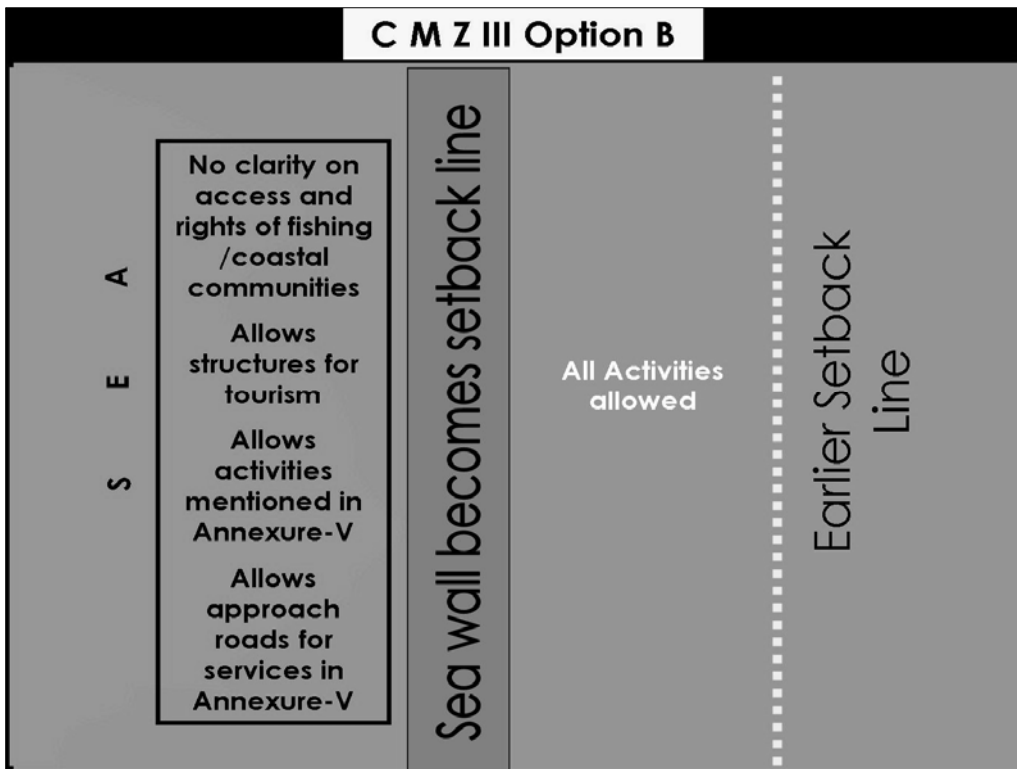 C M Z III Option B
S E A
No clarity on
access and
rights of fishing
/coastal
communities
Allows
structures for
tourism
Allows
activities
mentioned in
Annexure-V
Allows
approach
roads for
services in
Annexure-V
Sea wall becomes setback line
All Activities
allowed
Earlier Setback
Line